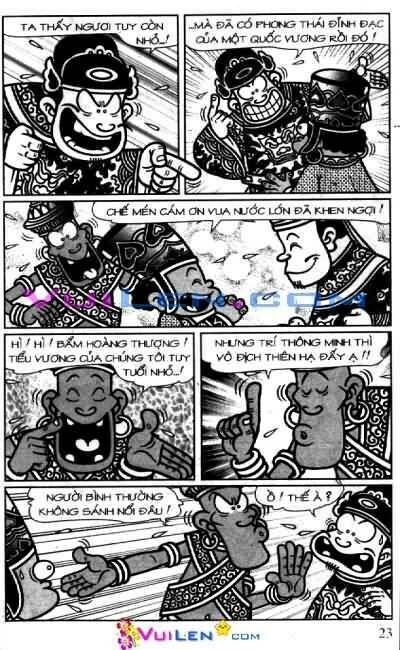 TA THẤY NGƯƠI TUY CÒN
NHỎ...!
...MÀ ĐÃ CÓ PHONG THÁI ĐĨNH ĐẠC
CỦA MỘT QUỐC VƯƠNG RỒI ĐÓ !
CHẾ MÉN CÁM ƠN VUA NƯỚC LỚN ĐÃ KHEN NGỢI !
VUILEN.COM
HÌ ! HÌ ! BẨM HOÀNG THƯỢNG !
TIỂU VƯƠNG CỦA CHÚNG TÔI TUY
TUỔI NHỎ...!
NHƯNG TRÍ THÔNG MINH THÌ
VÔ ĐỊCH THIÊN HẠ ĐẤY Ạ !!
NGƯỜI BÌNH THƯỜNG
KHÔNG SÁNH NỔI ĐÂU !
Ồ ! THẾ À ?
23
VUILEN.COM